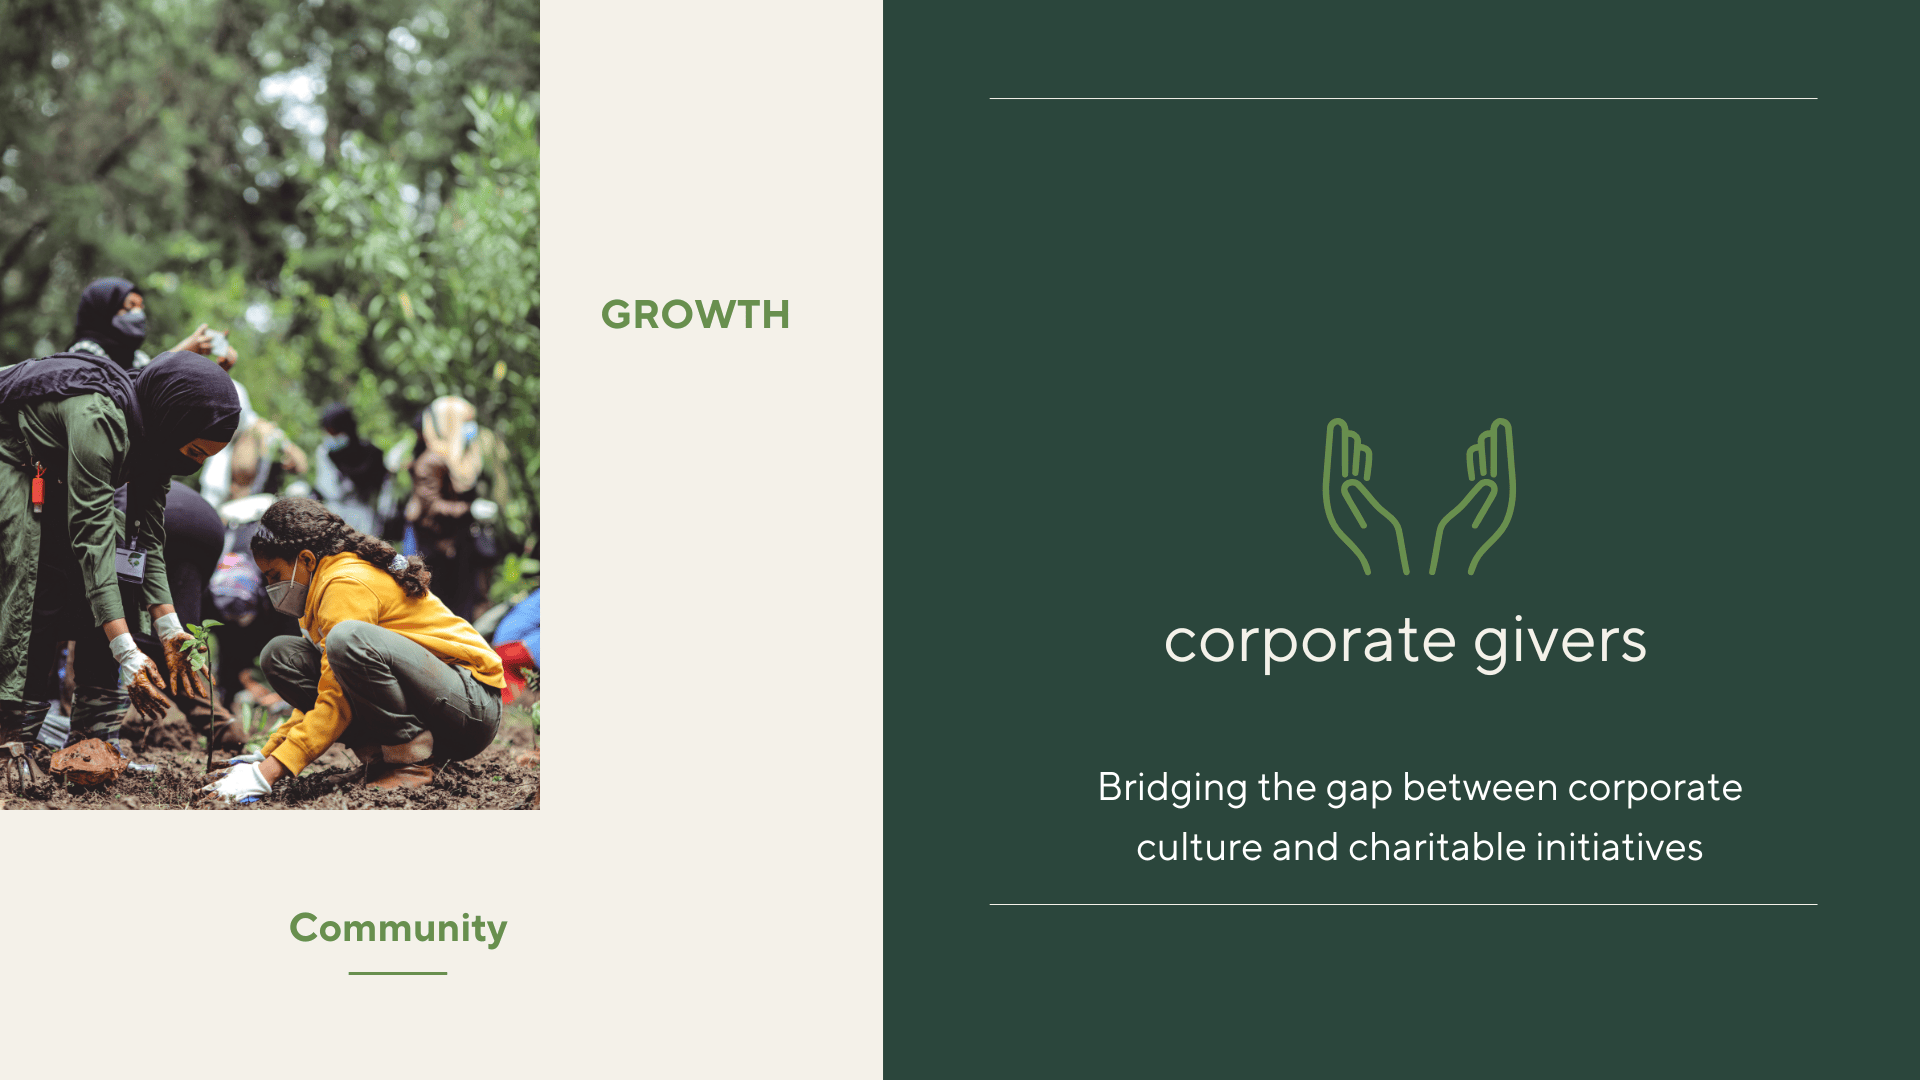 GROWTH
Community
corporate givers
Bridging the gap between corporate
culture and charitable initiatives